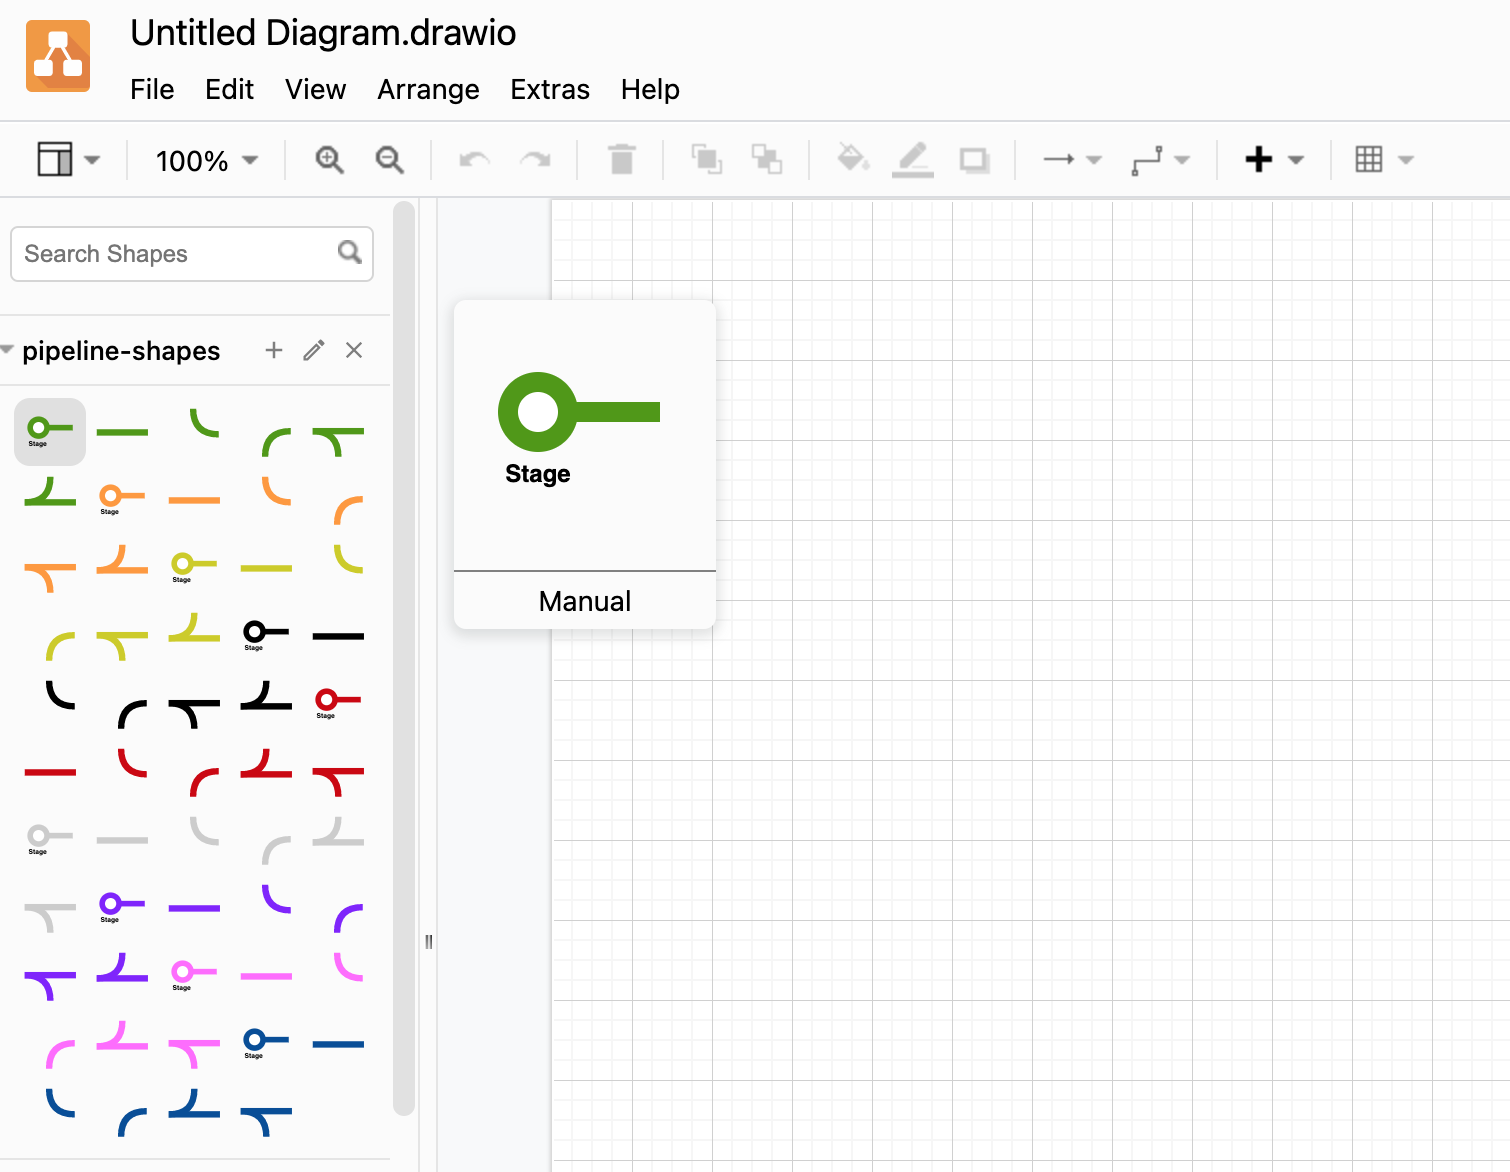 Untitled Diagram.drawio
File Edit View Arrange Extras Help
100%
Search Shapes
pipeline-shapes
Stage
Manual
Stage
Stage
Stage
Stage
Stage
Stage
Stage
Stage
Stage